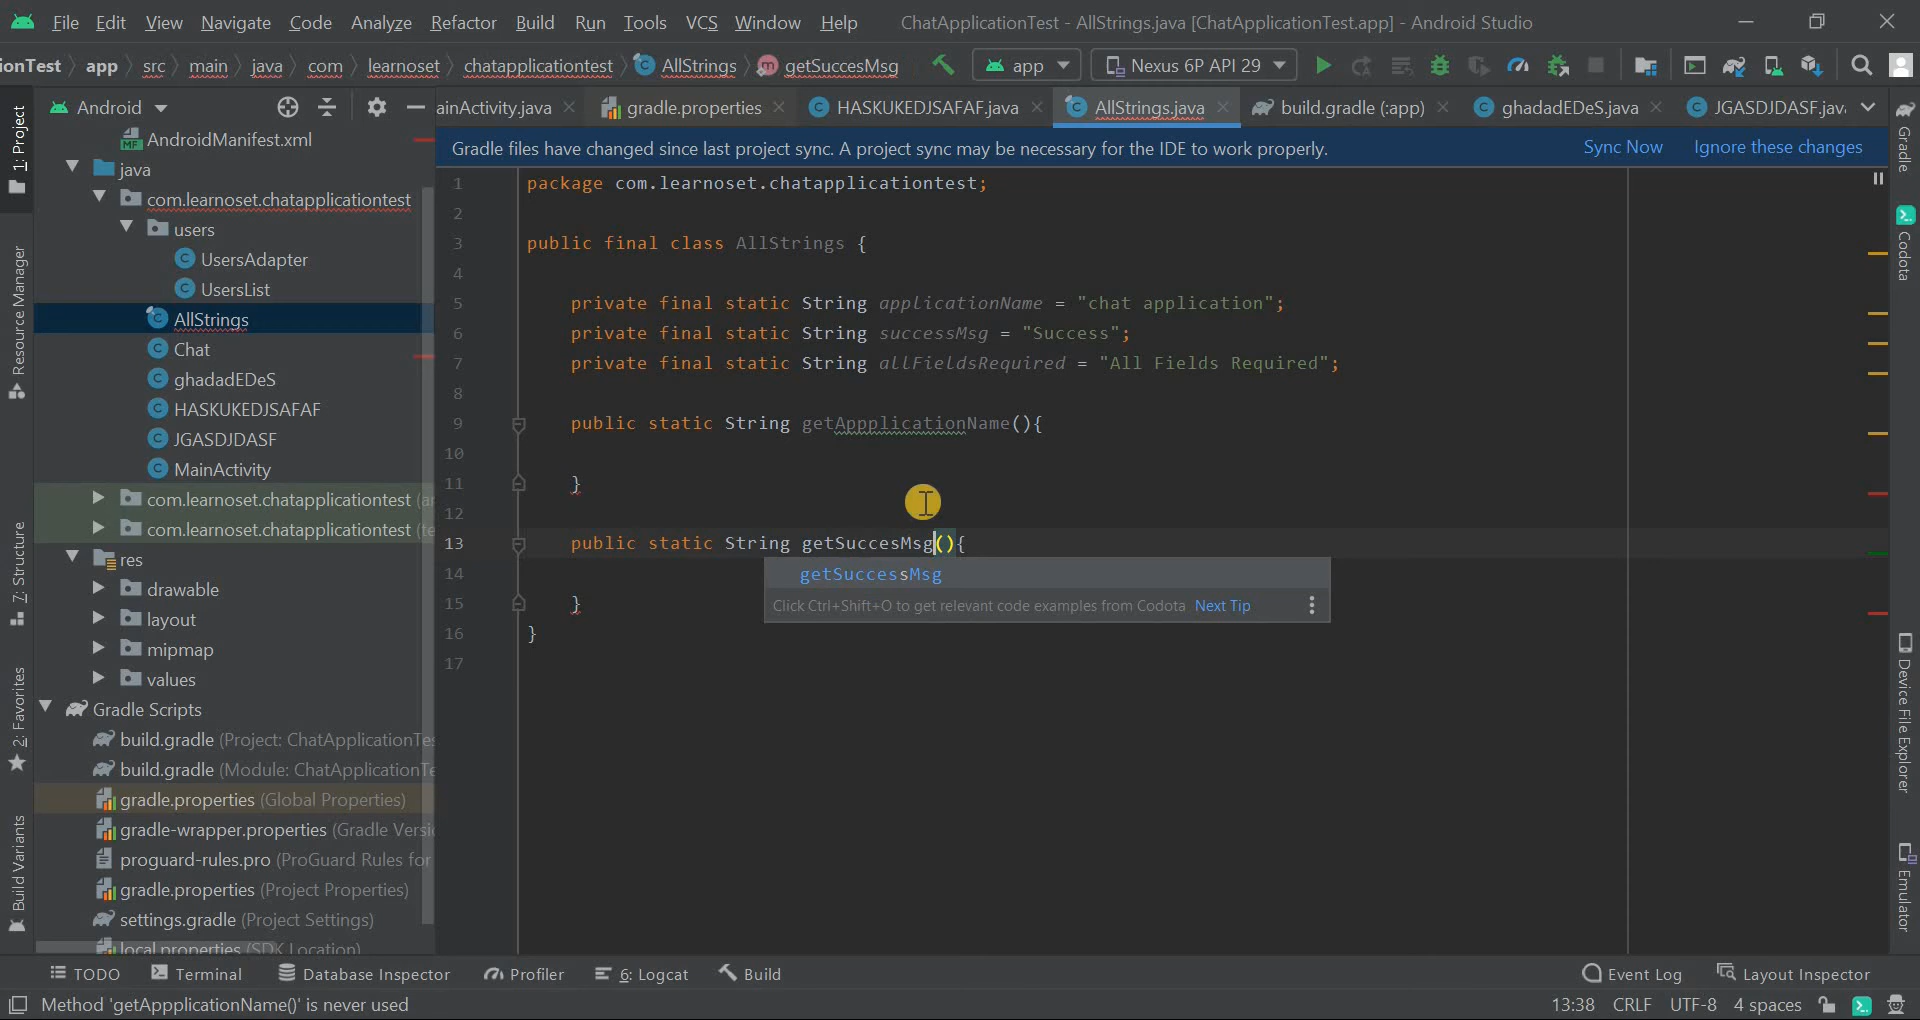 File Edit View Navigate Code Analyze Refactor Build Run Tools VCS Window Help ChatApplicationTest - AllStrings.java [ChatApplicationTest.app] - Android Studio
ionTest app src main java com learnoset chatapplicationtest AllStrings getSuccesMsg app Nexus 6P API 29
Android
ainActivity.java gradle.properties HASKUKEDJSAFAF.java AllStrings.java build.gradle (:app) ghadadEDeS.java JGASDJDASF.jav
Gradle files have changed since last project sync. A project sync may be necessary for the IDE to work properly. Sync Now Ignore these changes
1: Project
Resource Manager
7: Structure
2: Favorites
Build Variants
AndroidManifest.xml
java
com.learnoset.chatapplicationtest
users
UsersAdapter
UsersList
AllStrings
Chat
ghadadEDeS
HASKUKEDJSAFAF
JGASDJDASF
MainActivity
com.learnoset.chatapplicationtest (a
com.learnoset.chatapplicationtest (te
res
drawable
layout
mipmap
values
Gradle Scripts
build.gradle (Project: ChatApplicationTe
build.gradle (Module: ChatApplicationTe
gradle.properties (Global Properties)
gradle-wrapper.properties (Gradle Versi
proguard-rules.pro (ProGuard Rules for
gradle.properties (Project Properties)
settings.gradle (Project Settings)
local.properties (SDK Location)
1 package com.learnoset.chatapplicationtest;
2
3 public final class AllStrings {
4
5 private final static String applicationName = "chat application";
6 private final static String successMsg = "Success";
7 private final static String allFieldsRequired = "All Fields Required";
8
9 public static String getAppplicationName(){
10
11 }
12
13 public static String getSuccesMsg(){
14 getSuccessMsg
Click Ctrl+Shift+O to get relevant code examples from Codota Next Tip
15 }
16 }
17
Gradle
Codota
Device File Explorer
Emulator
TODO Terminal Database Inspector Profiler 6: Logcat Build Event Log Layout Inspector
Method 'getAppplicationName()' is never used 13:38 CRLF UTF-8 4 spaces